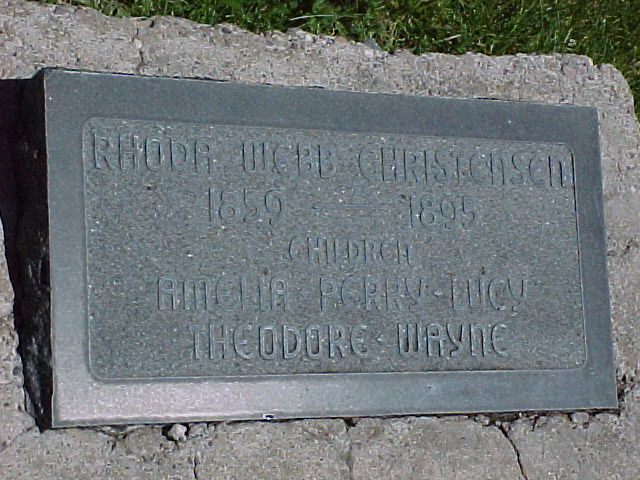 RHODA WEBB CHRISTENSEN
1859 — 1895
CHILDREN
AMELIA PERRY-LUCY
THEODORE-WAYNE